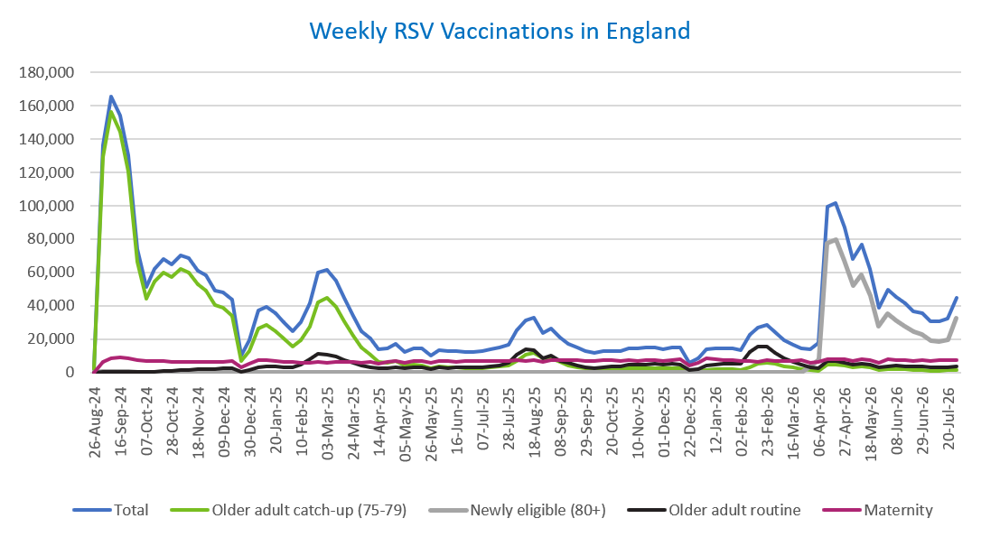 Weekly RSV Vaccinations in England
180,000
160,000
140,000
120,000
100,000
80,000
60,000
40,000
20,000
0
26-Aug-24
16-Sep-24
07-Oct-24
28-Oct-24
18-Nov-24
09-Dec-24
30-Dec-24
20-Jan-25
10-Feb-25
03-Mar-25
24-Mar-25
14-Apr-25
05-May-25
26-May-25
16-Jun-25
07-Jul-25
28-Jul-25
18-Aug-25
08-Sep-25
29-Sep-25
20-Oct-25
10-Nov-25
01-Dec-25
22-Dec-25
12-Jan-26
02-Feb-26
23-Feb-26
16-Mar-26
06-Apr-26
27-Apr-26
18-May-26
08-Jun-26
29-Jun-26
20-Jul-26
Total
Older adult catch-up (75-79)
Newly eligible (80+)
Older adult routine
Maternity